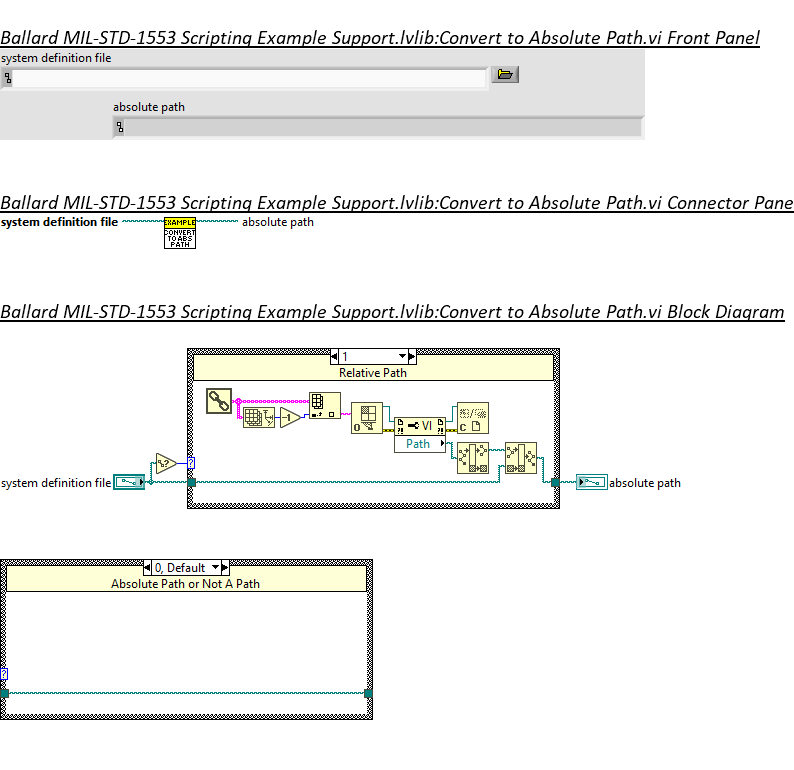 Ballard MIL-STD-1553 Scripting Example Support.lvlib:Convert to Absolute Path.vi Front Panel
system definition file
absolute path
Ballard MIL-STD-1553 Scripting Example Support.lvlib:Convert to Absolute Path.vi Connector Pane
system definition file
EXAMPLE
CONVERT
TO ABS
PATH
absolute path
Ballard MIL-STD-1553 Scripting Example Support.lvlib:Convert to Absolute Path.vi Block Diagram
1
Relative Path
-1
0
VI
C
Path
?
?
system definition file
absolute path
0, Default
Absolute Path or Not A Path
?